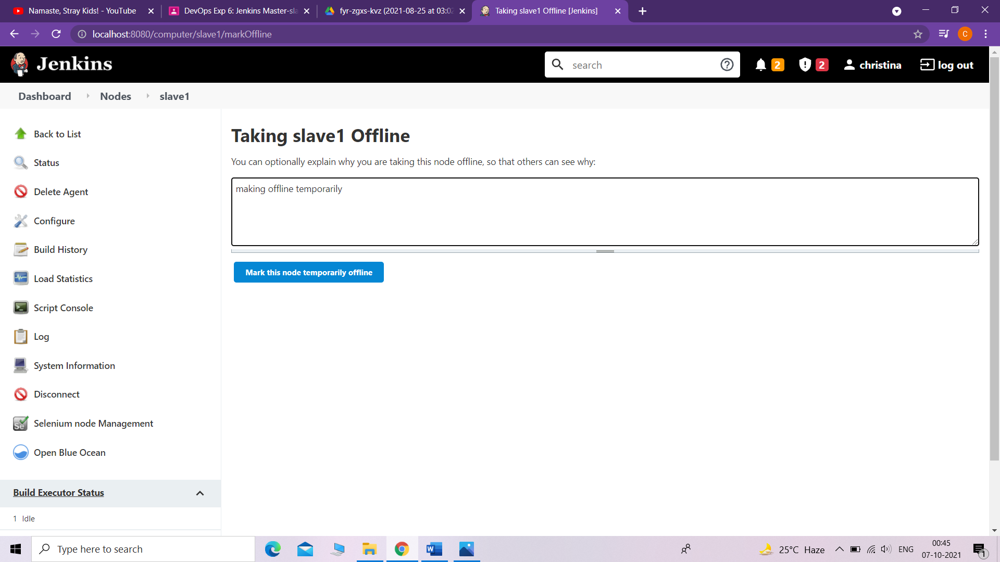 Namaste, Stray Kids! - YouTube
DevOps Exp 6: Jenkins Master-sla
fyr-zgxs-kvz (2021-08-25 at 03:02
Taking slave1 Offline [Jenkins]
localhost:8080/computer/slave1/markOffline
C
Jenkins
search
2
2
christina
log out
Dashboard
Nodes
slave1
Back to List
Status
Delete Agent
Configure
Build History
Load Statistics
Script Console
Log
System Information
Disconnect
Se
Selenium node Management
Open Blue Ocean
Build Executor Status
1 Idle
Taking slave1 Offline
You can optionally explain why you are taking this node offline, so that others can see why:
making offline temporarily
Mark this node temporarily offline
Type here to search
W
25°C Haze
ENG
00:45
07-10-2021
1